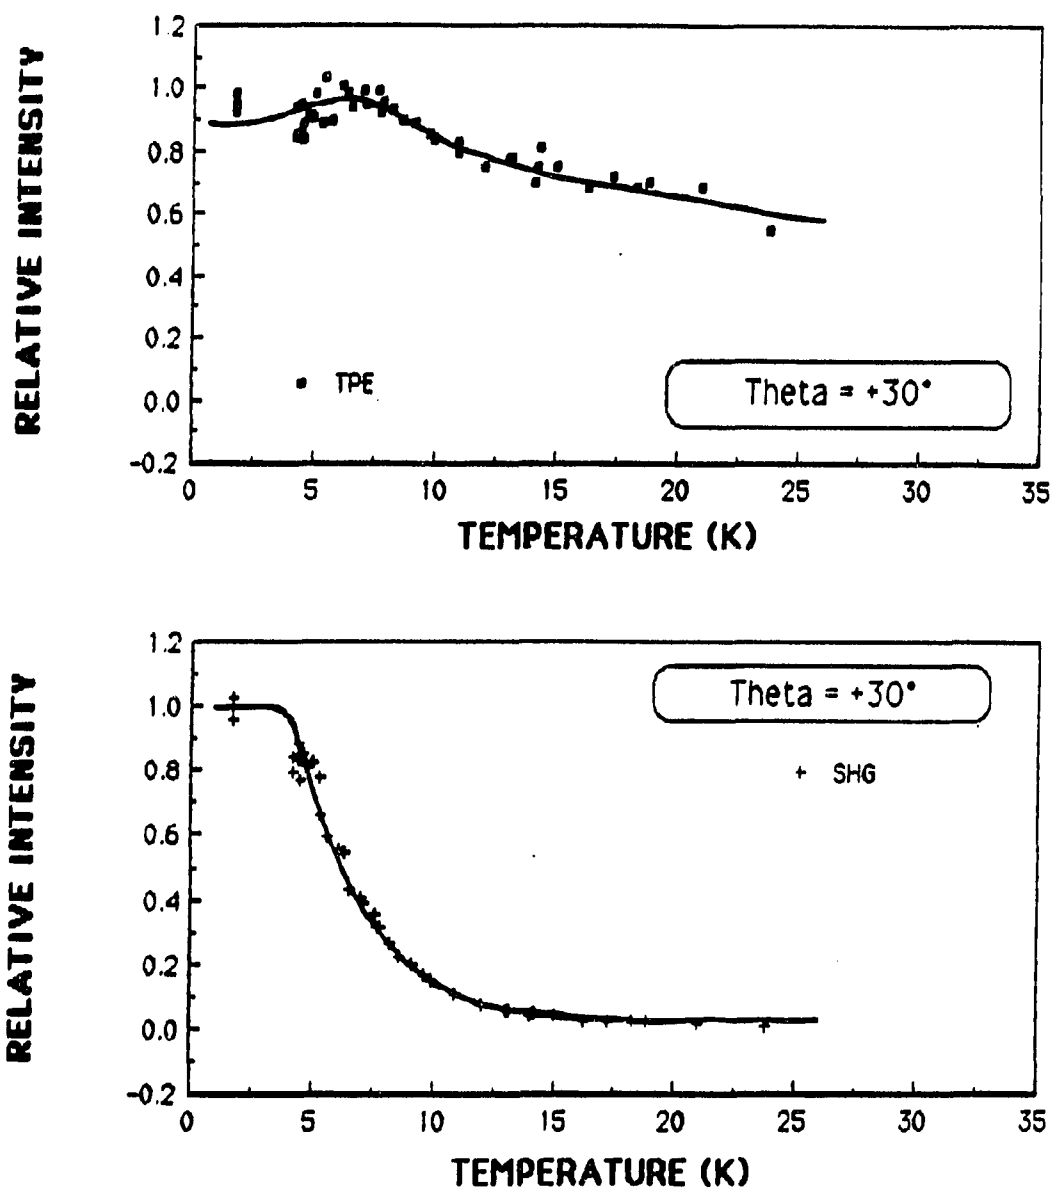 1.2
1.0
0.8
0.6
0.4
0.2
0.0
-0.2
RELATIVE INTENSITY
TPE
Theta = +30°
0 5 10 15 20 25 30 35
TEMPERATURE (K)
1.2
1.0
0.8
0.6
0.4
0.2
0.0
-0.2
RELATIVE INTENSITY
Theta = +30°
+ SHG
0 5 10 15 20 25 30 35
TEMPERATURE (K)